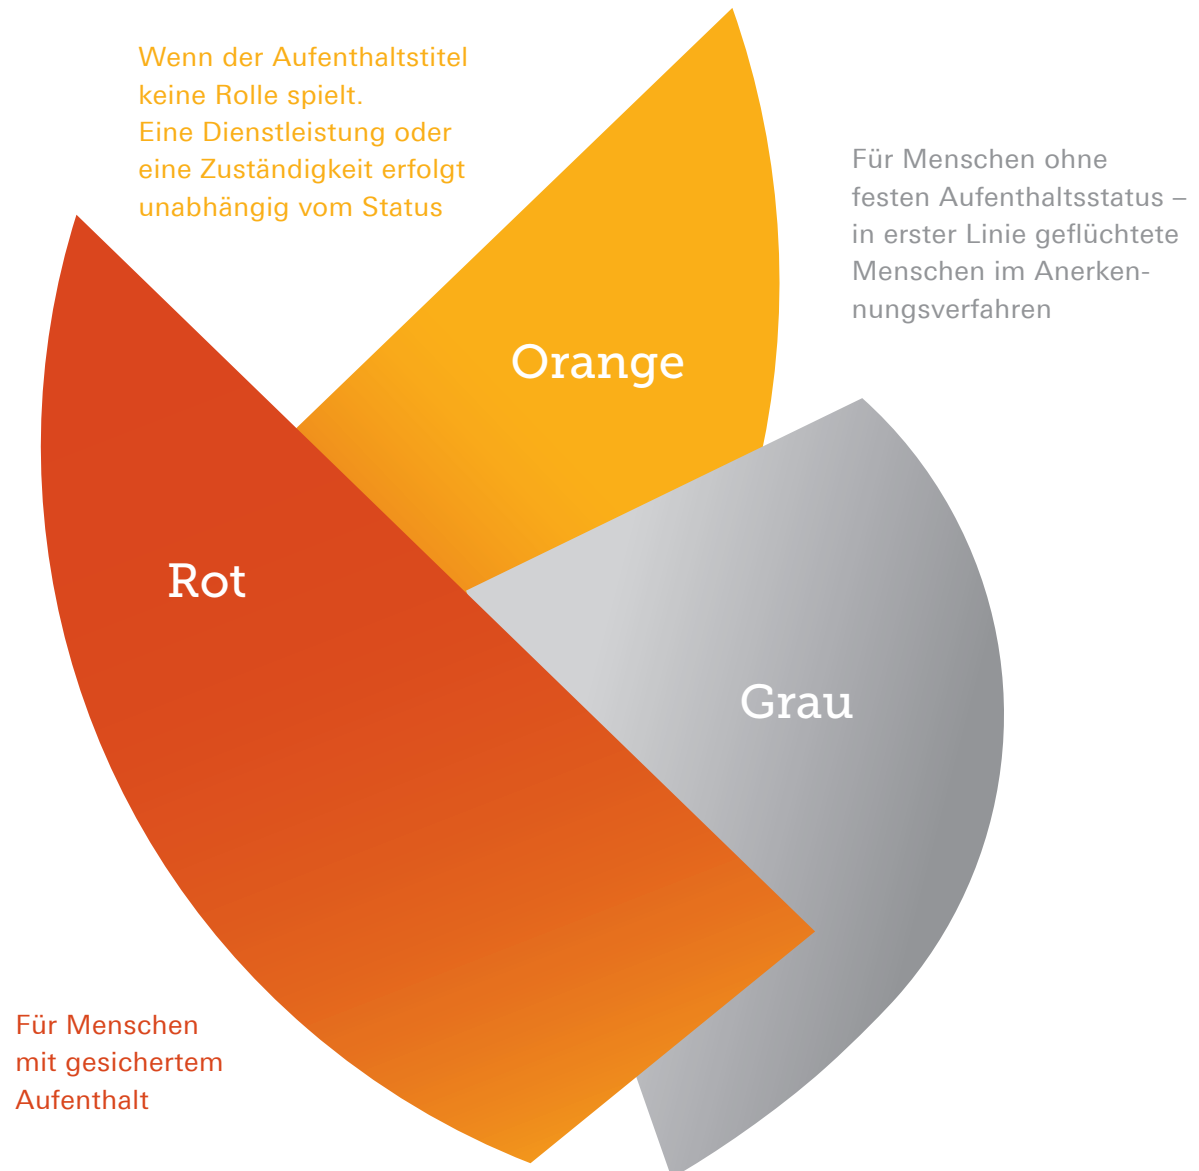 Wenn der Aufenthaltstitel
keine Rolle spielt.
Eine Dienstleistung oder
eine Zuständigkeit erfolgt
unabhängig vom Status
Für Menschen ohne
festen Aufenthaltsstatus –
in erster Linie geflüchtete
Menschen im Anerken-
nungsverfahren
Orange
Rot
Grau
Für Menschen
mit gesichertem
Aufenthalt